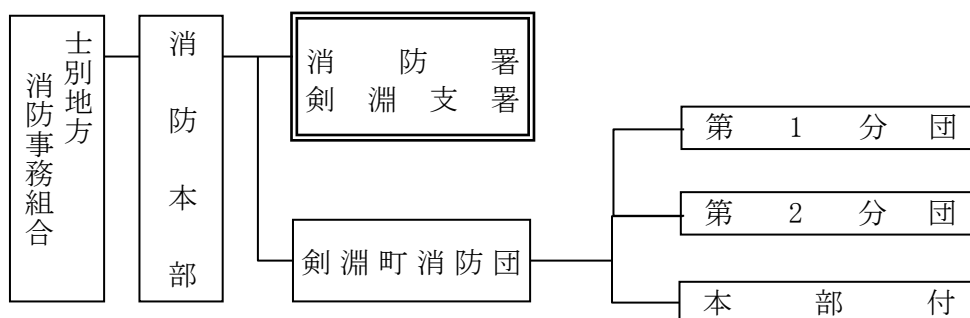 士別地方
消防事務組合
消防本部
消防署
剣淵支署
剣淵町消防団
第1分団
第2分団
本部付